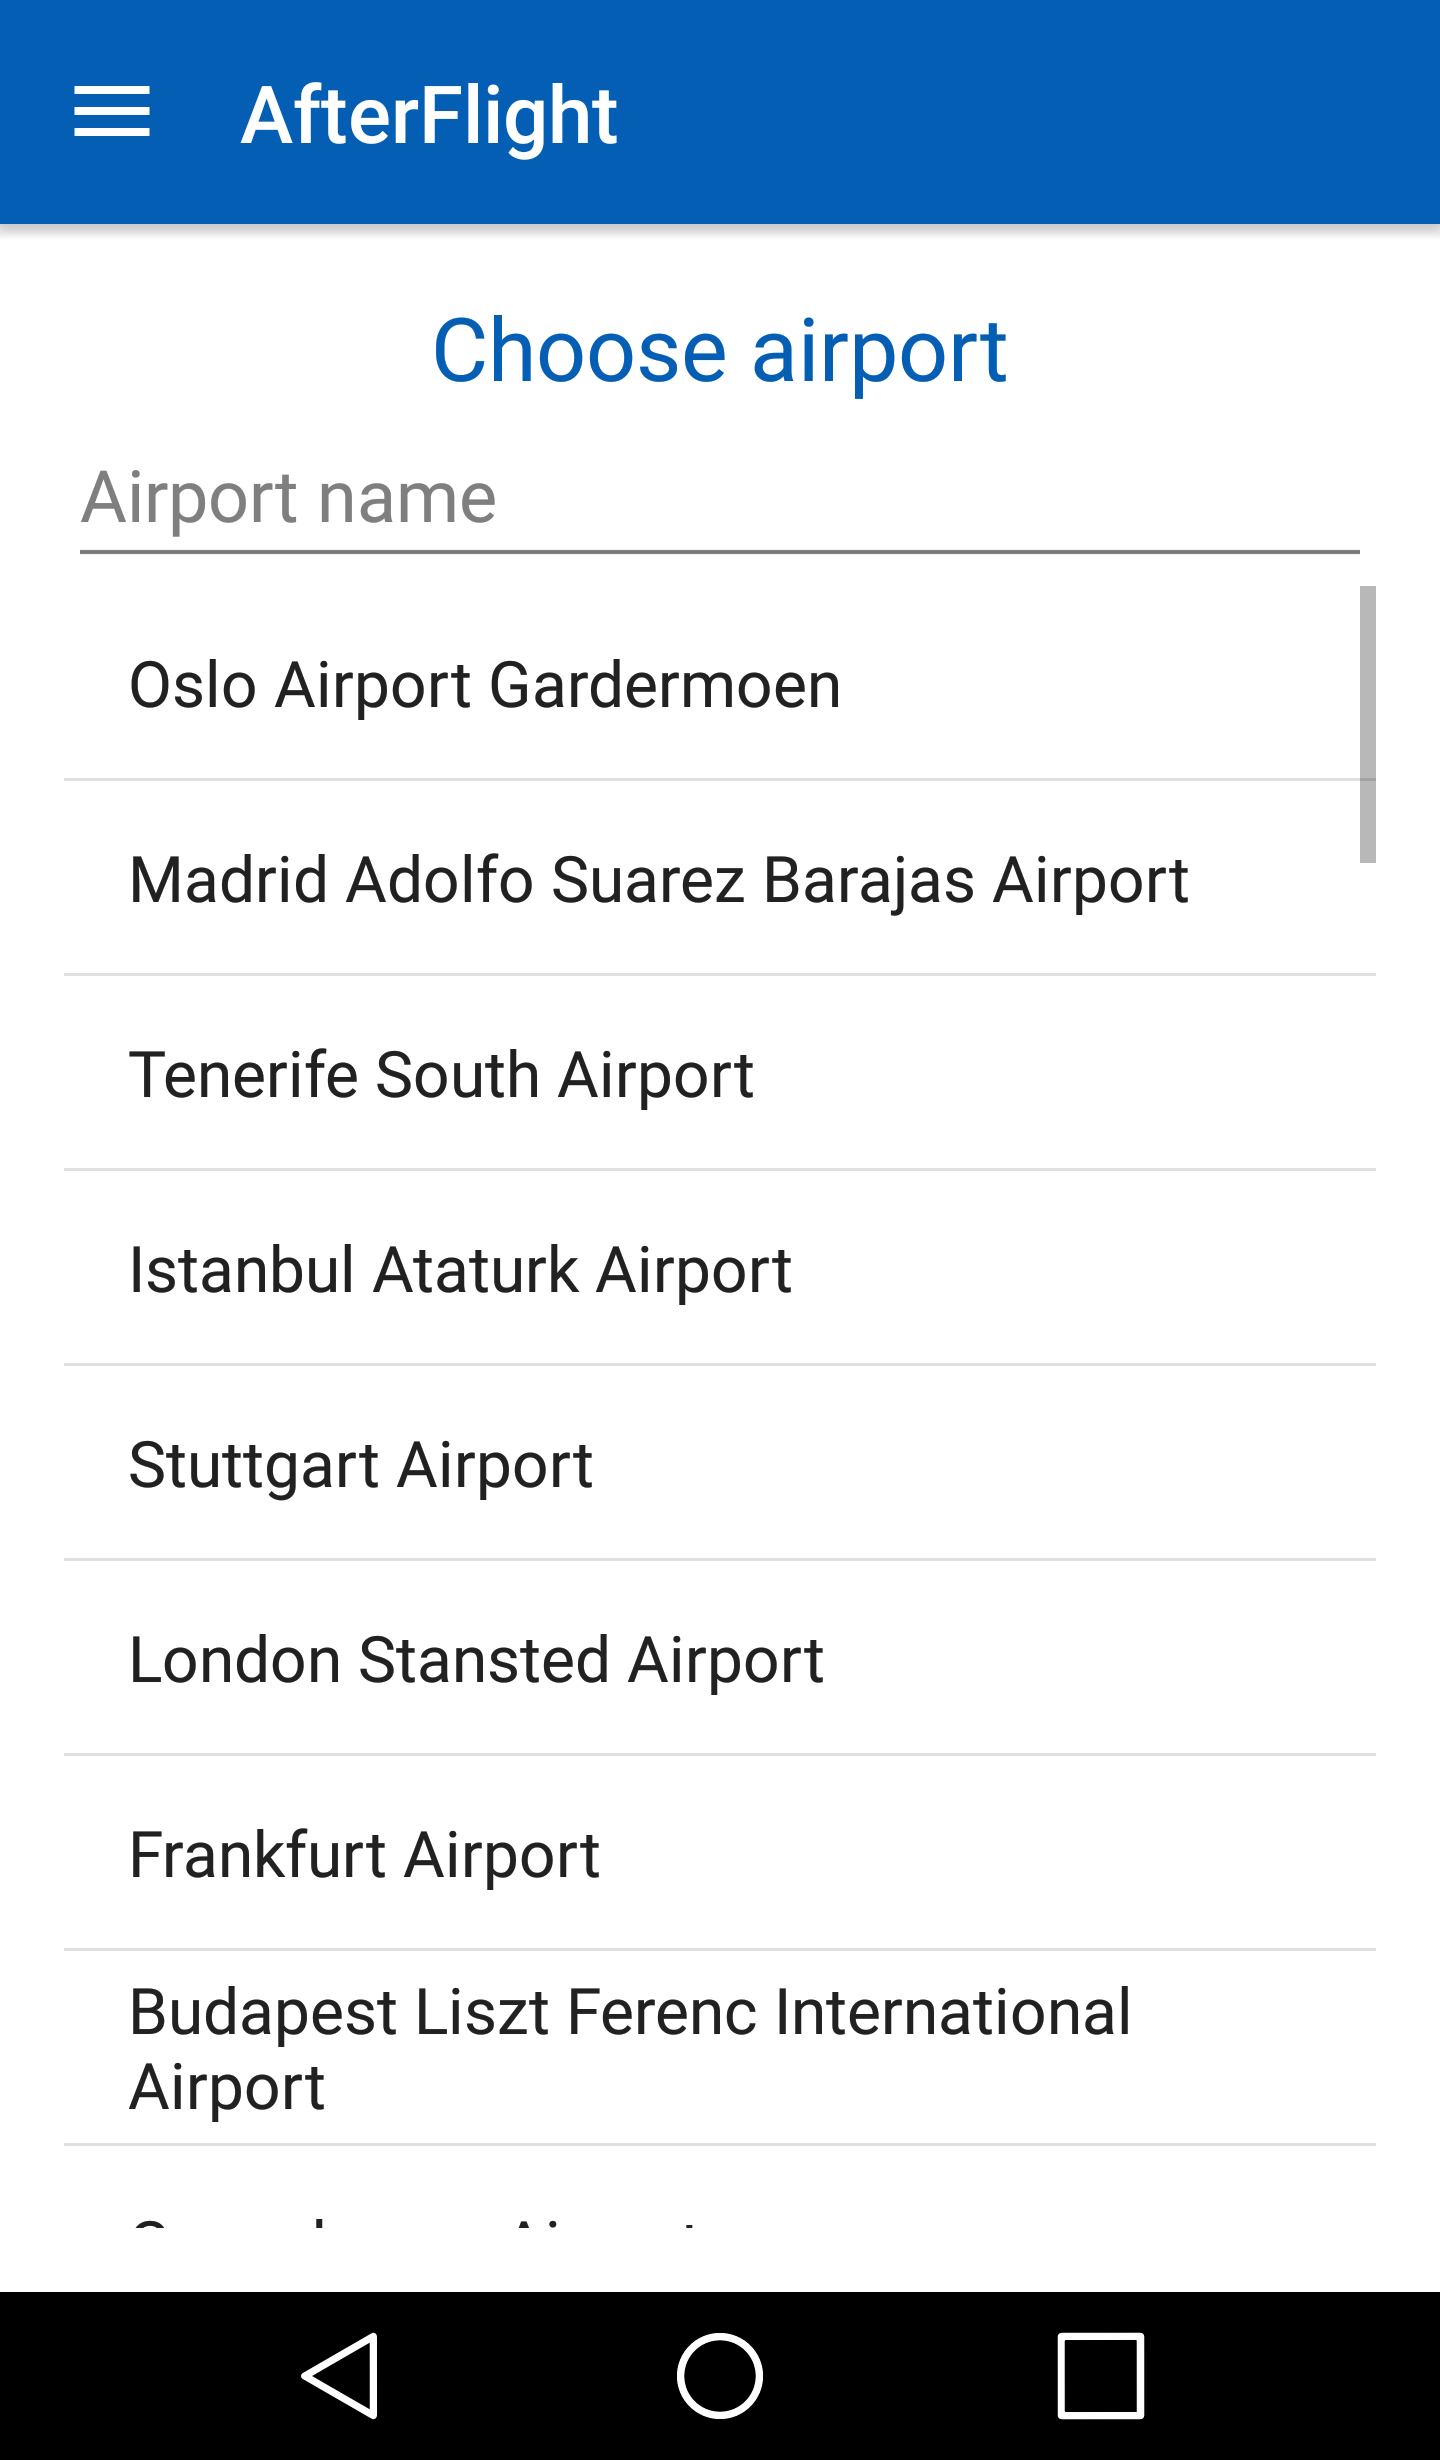 AfterFlight
Choose airport
Airport name
Oslo Airport Gardermoen
Madrid Adolfo Suarez Barajas Airport
Tenerife South Airport
Istanbul Ataturk Airport
Stuttgart Airport
London Stansted Airport
Frankfurt Airport
Budapest Liszt Ferenc International
Airport